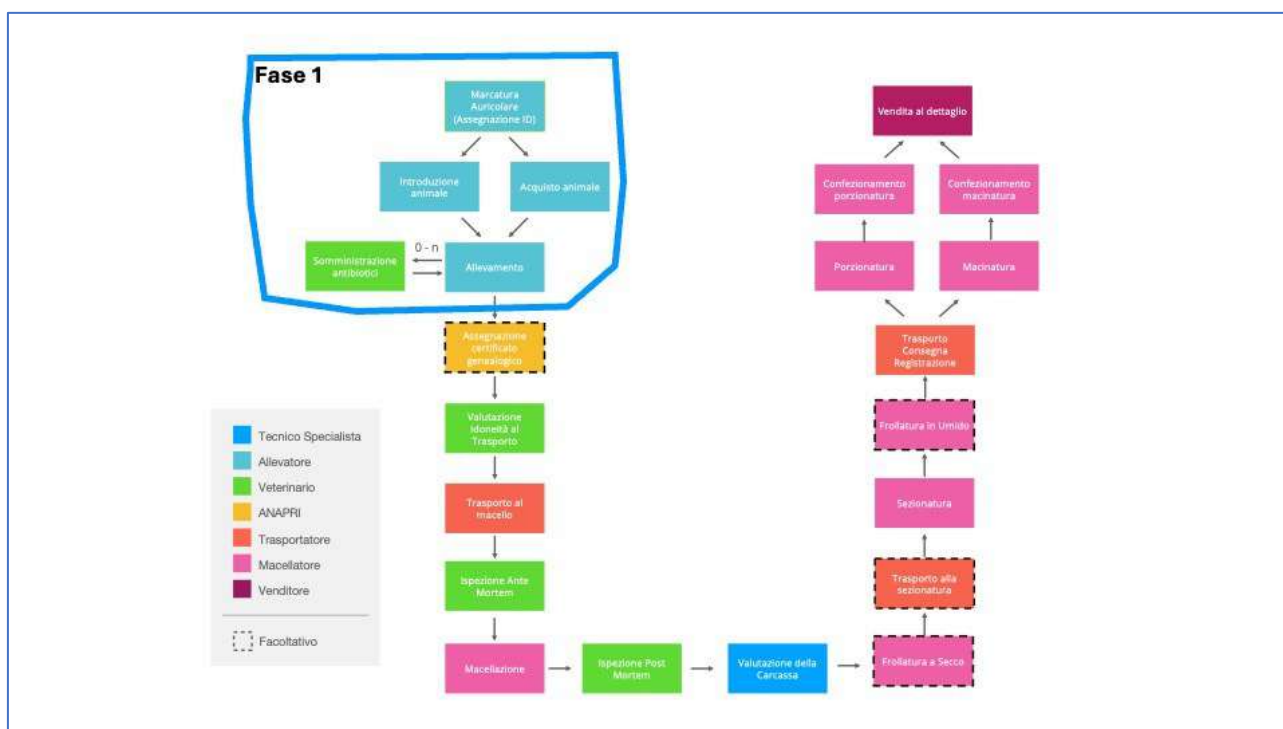 Fase 1
Marcatura
Auricolare
(Assegnazione ID)
Introduzione
animale
Acquisto animale
Somministrazione
antibiotici
0 - n
Allevamento
Assegnazione
certificato
genealogico
Valutazione
Idoneità al
Trasporto
Trasporto al
macello
Ispezione Ante
Mortem
Macellazione
Ispezione Post
Mortem
Valutazione della
Carcassa
Frollatura a Secco
Trasporto alla
sezionatura
Sezionatura
Frollatura in Umido
Trasporto
Consegna
Registrazione
Porzionatura
Macinatura
Confezionamento
porzionatura
Confezionamento
macinatura
Vendita al dettaglio
Tecnico Specialista
Allevatore
Veterinario
ANAPRI
Trasportatore
Macellatore
Venditore
Facoltativo